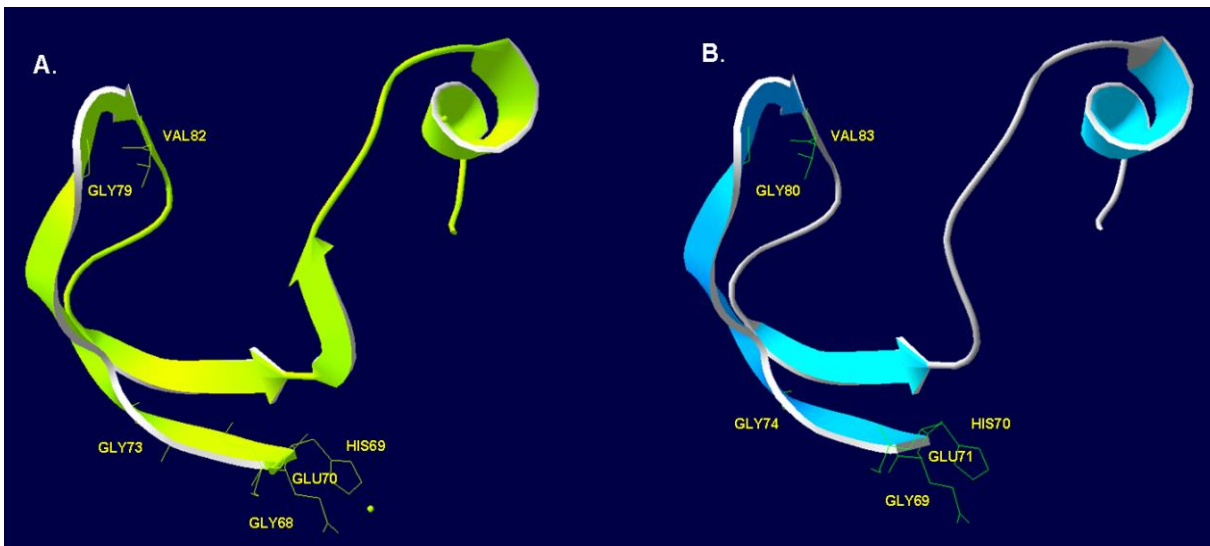 A.
VAL82
GLY79
GLY73
HIS69
GLU70
GLY68
B.
VAL83
GLY80
GLY74
HIS70
GLU71
GLY69